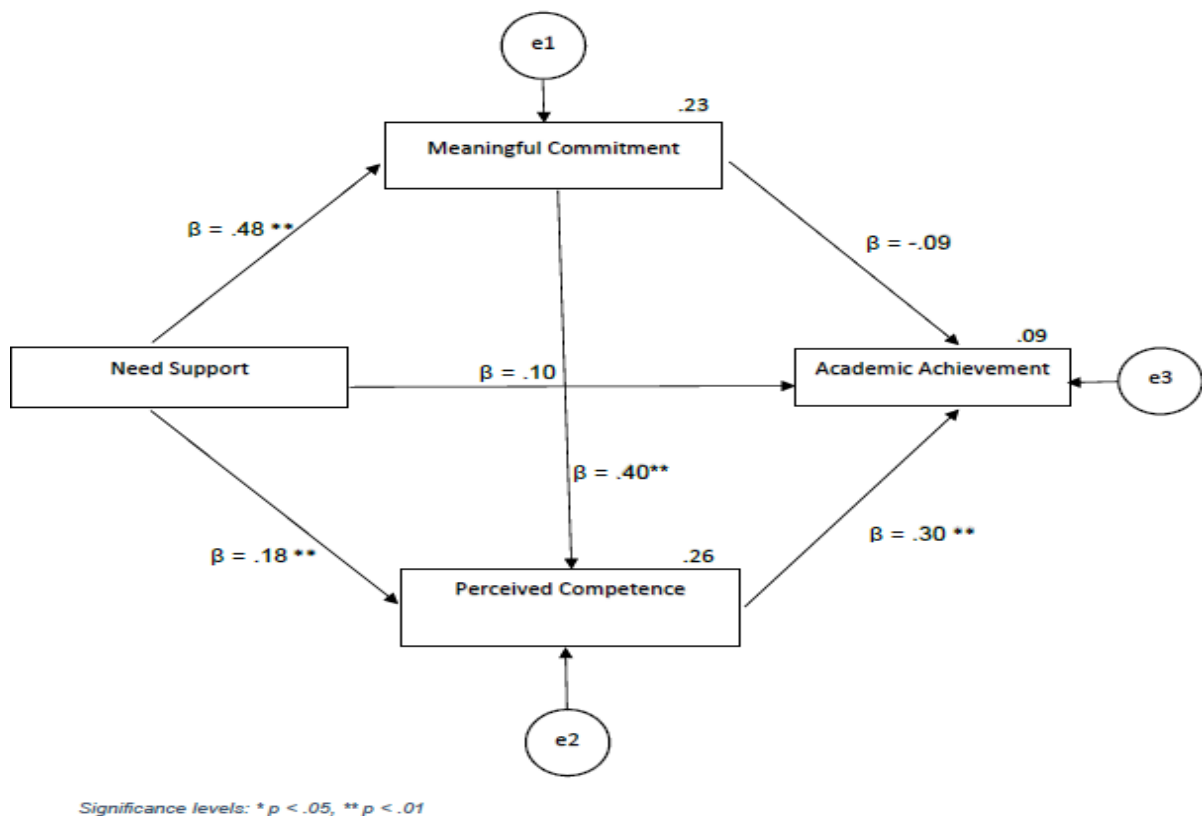 e1
.23
Meaningful Commitment
β = .48 **
β = -.09
.09
Need Support
β = .10
Academic Achievement
e3
β = .40**
β = .30 **
β = .18 **
.26
Perceived Competence
e2
Significance levels: * p < .05, ** p < .01